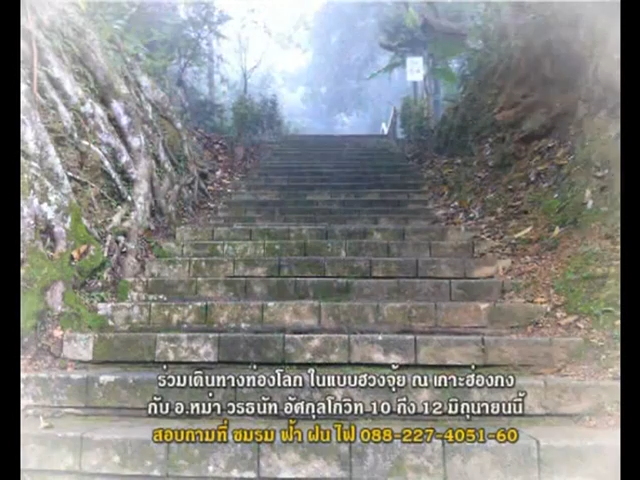 ร่วมเดินทางท่องโลก ในแบบฮวงจุ้ย ณ เกาะฮ่องกง
กับ อ.หม่า วรธนัท อัศกุลโกวิท 10 ถึง 12 มิถุนายนนี้
สอบถามที่ ชมรม ฟ้า ฝน ไฟ 088-227-4051-60